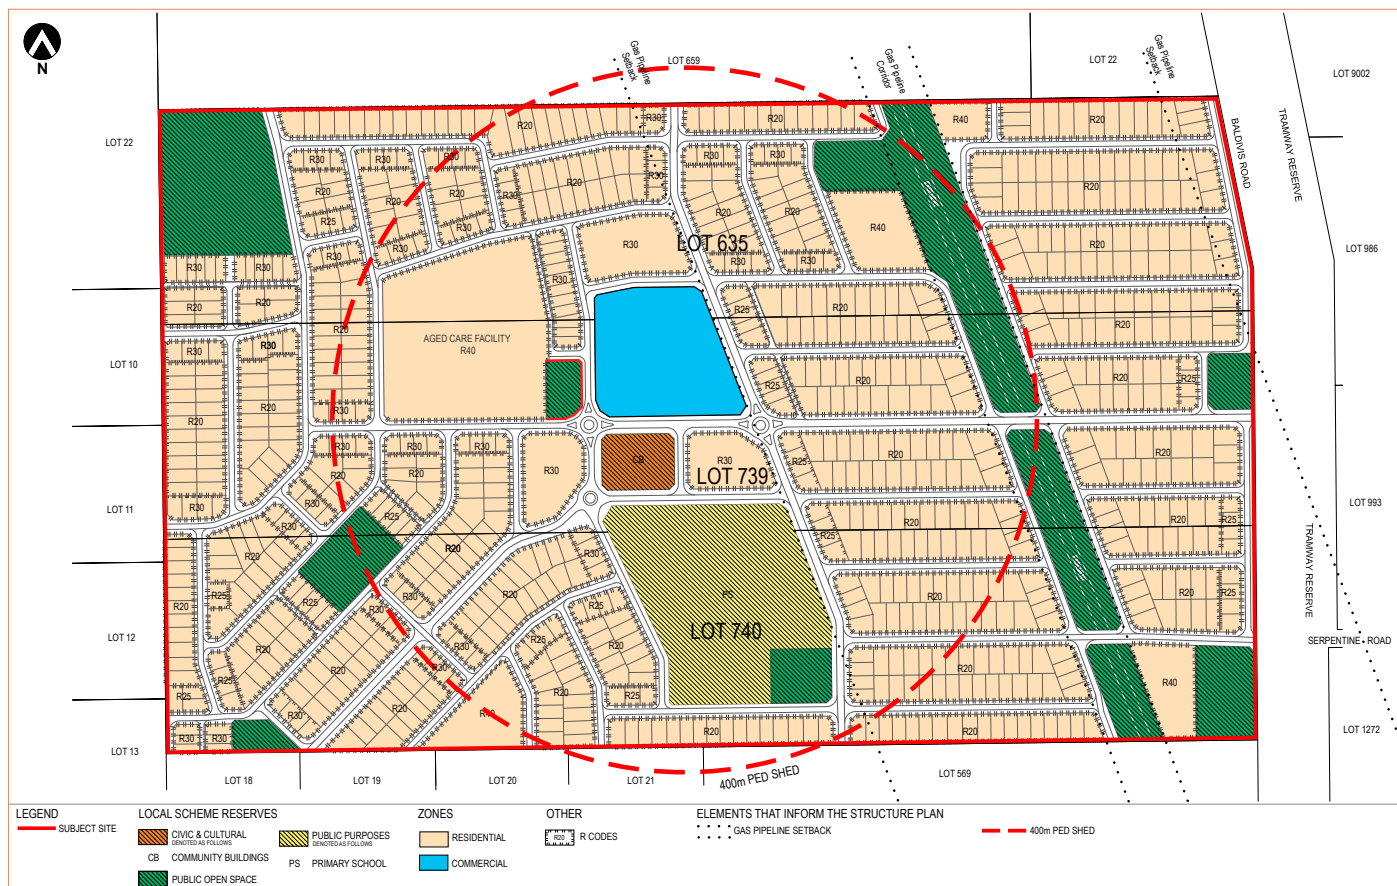 N
LOT 659
LOT 22
LOT 9002
Gas Pipeline
Setback
Gas Pipeline
Corridor
Gas Pipeline
Setback
LOT 22
BALDIVIS ROAD
TRAMWAY RESERVE
R20
R30
R20
R40
R20
R30
R30
R30
R30
R30
R20
R20
R20
R20
R30
R30
R20
R20
R20
R25
R30
R30
R30
R30
R40
R20
LOT 635
R30
R30
R30
R30
R30
LOT 986
R20
R20
R30
R25
R20
R20
R20
AGED CARE FACILITY
R40
LOT 10
R30
R30
R20
R20
R25
R20
R20
R25
R30
R30
R30
R30
R30
CB
R30
LOT 739
R25
R20
R20
R20
R20
R30
R30
R25
LOT 11
R30
R20
R20
R30
R25
R20
R20
R25
LOT 993
TRAMWAY RESERVE
R20
R25
R25
R30
R20
R25
PS
LOT 740
R30
R20
R20
R25
LOT 12
SERPENTINE ROAD
R20
R25
R30
R30
R20
R20
R25
R20
R20
R40
R25
R30
R20
R40
R25
R30
R30
R20
R20
LOT 13
LOT 1272
LOT 18
LOT 19
LOT 20
LOT 21
400m PED SHED
LOT 569
LEGEND
SUBJECT SITE
LOCAL SCHEME RESERVES
CIVIC & CULTURAL
DENOTED AS FOLLOWS
CB COMMUNITY BUILDINGS
PUBLIC OPEN SPACE
PUBLIC PURPOSES
DENOTED AS FOLLOWS
PS PRIMARY SCHOOL
ZONES
RESIDENTIAL
COMMERCIAL
OTHER
R20 R CODES
ELEMENTS THAT INFORM THE STRUCTURE PLAN
GAS PIPELINE SETBACK
400m PED SHED